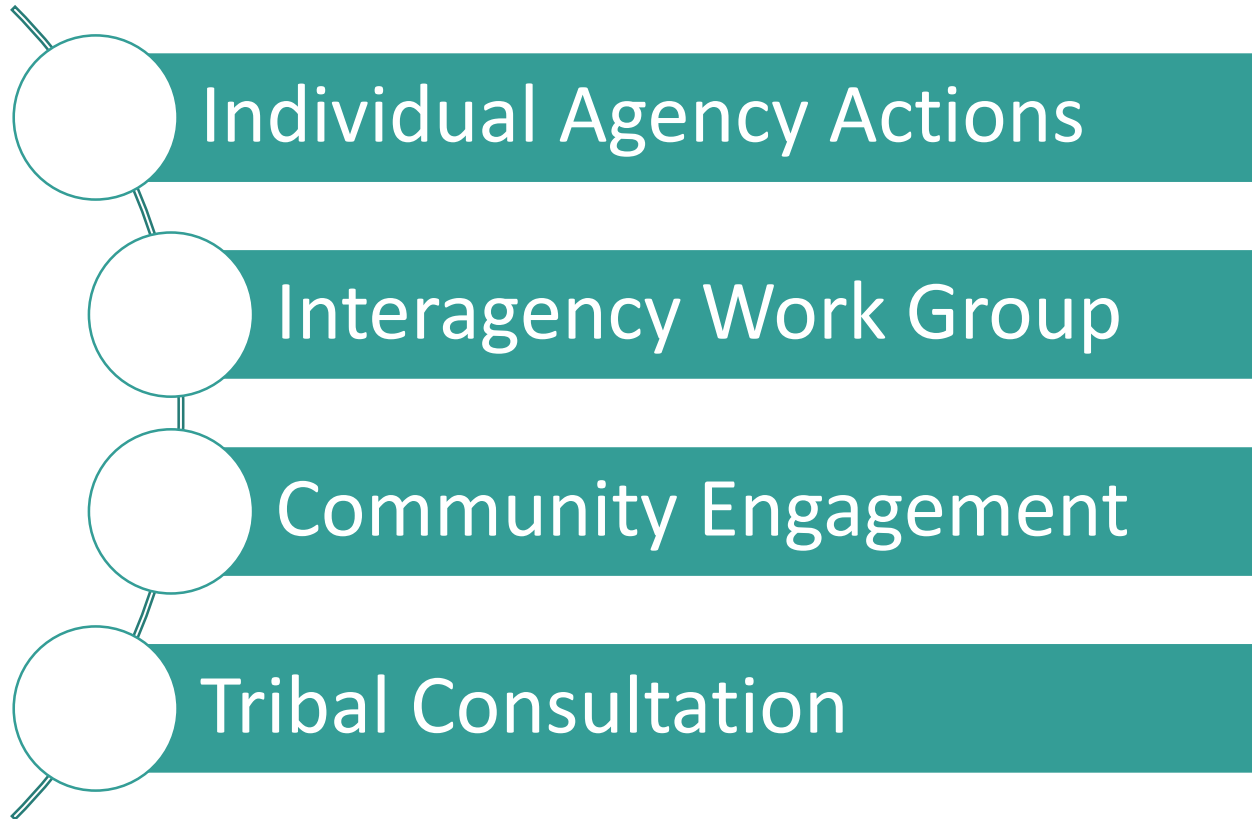 Individual Agency Actions
Interagency Work Group
Community Engagement
Tribal Consultation